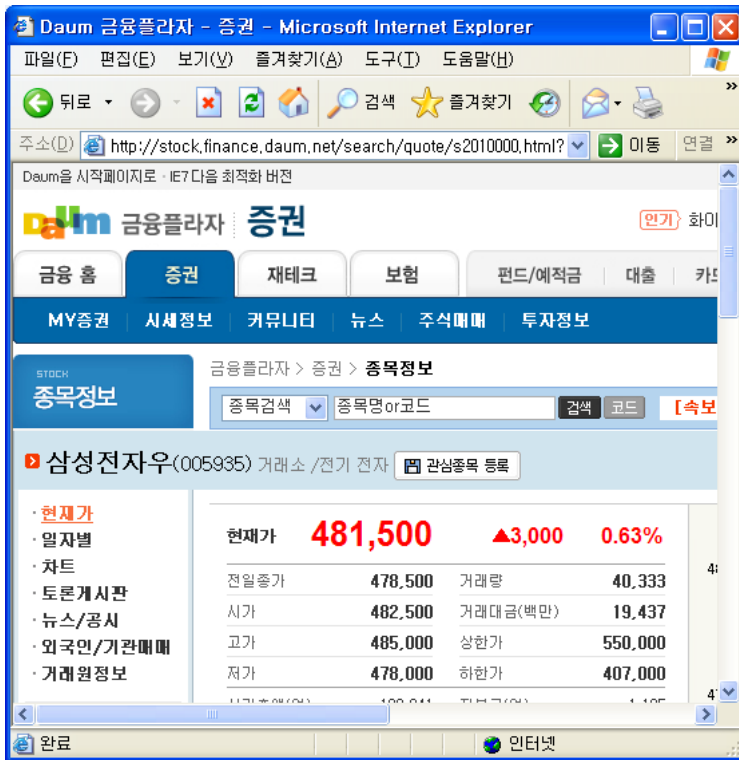 Daum 금융플라자 - 증권 - Microsoft Internet Explorer
파일(F) 편집(E) 보기(V) 즐겨찾기(A) 도구(T) 도움말(H)
뒤로 검색 즐겨찾기 »
주소(D) http://stock.finance.daum.net/search/quote/s2010000.html? 이동 연결 »
Daum을 시작페이지로 · IE7 다음 최적화 버전
Daum 금융플라자 증권 인기 화이
금융 홈 증권 재테크 보험 펀드/예적금 대출 카드
MY증권 시세정보 커뮤니티 뉴스 주식매매 투자정보
STOCK
종목정보
금융플라자 > 증권 > 종목정보
종목검색 종목명or코드 검색 코드 [속보
삼성전자우(005935) 거래소 /전기 전자 관심종목 등록
· 현재가
· 일자별
· 차트
· 토론게시판
· 뉴스/공시
· 외국인/기관매매
· 거래원정보
현재가 481,500 ▲3,000 0.63%
전일종가 478,500 거래량 40,333
시가 482,500 거래대금(백만) 19,437
고가 485,000 상한가 550,000
저가 478,000 하한가 407,000
완료 인터넷